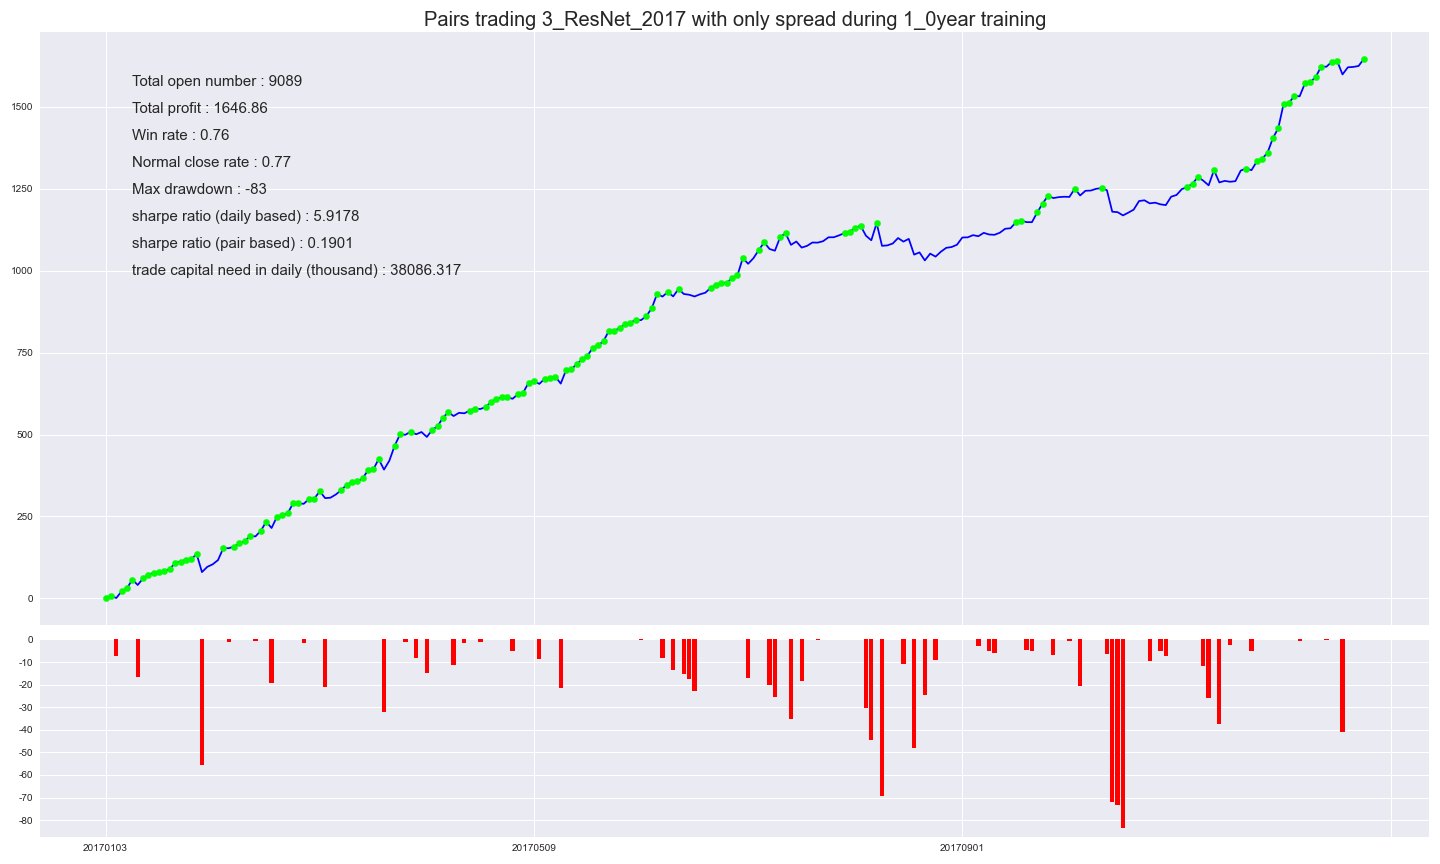 Pairs trading 3_ResNet_2017 with only spread during 1_0year training
Total open number : 9089
Total profit : 1646.86
Win rate : 0.76
Normal close rate : 0.77
Max drawdown : -83
sharpe ratio (daily based) : 5.9178
sharpe ratio (pair based) : 0.1901
trade capital need in daily (thousand) : 38086.317
1500
1250
1000
750
500
250
0
0
-10
-20
-30
-40
-50
-60
-70
-80
20170103 20170509 20170901